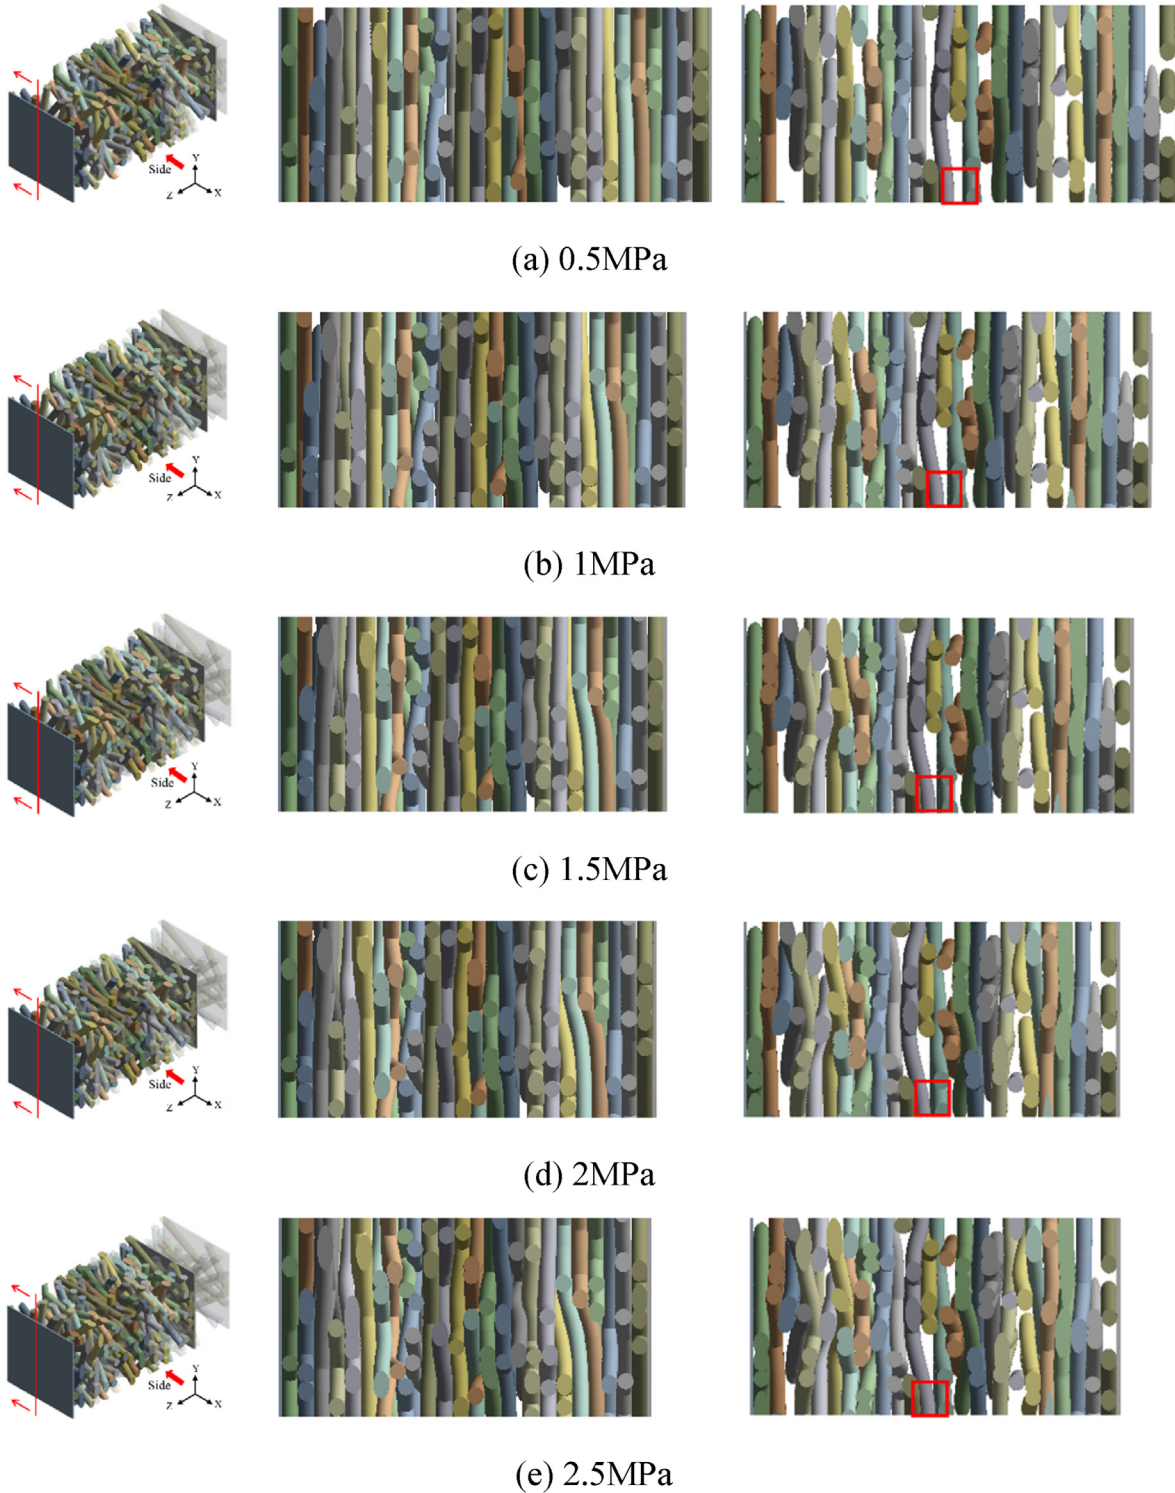 Side
Y
Z
X
(a) 0.5MPa
Side
Y
Z
X
(b) 1MPa
Side
Y
Z
X
(c) 1.5MPa
Side
Y
Z
X
(d) 2MPa
Side
Y
Z
X
(e) 2.5MPa